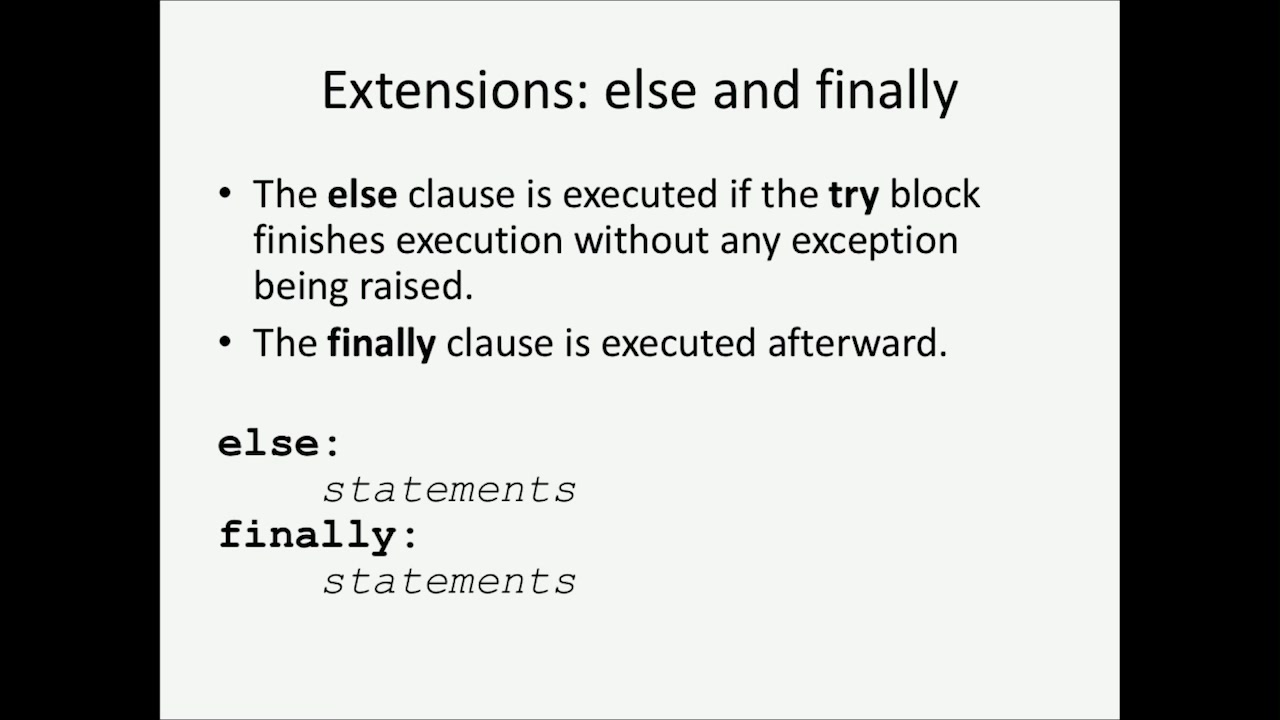 Extensions: else and finally
• The else clause is executed if the try block
finishes execution without any exception
being raised.
• The finally clause is executed afterward.
else:
statements
finally:
statements